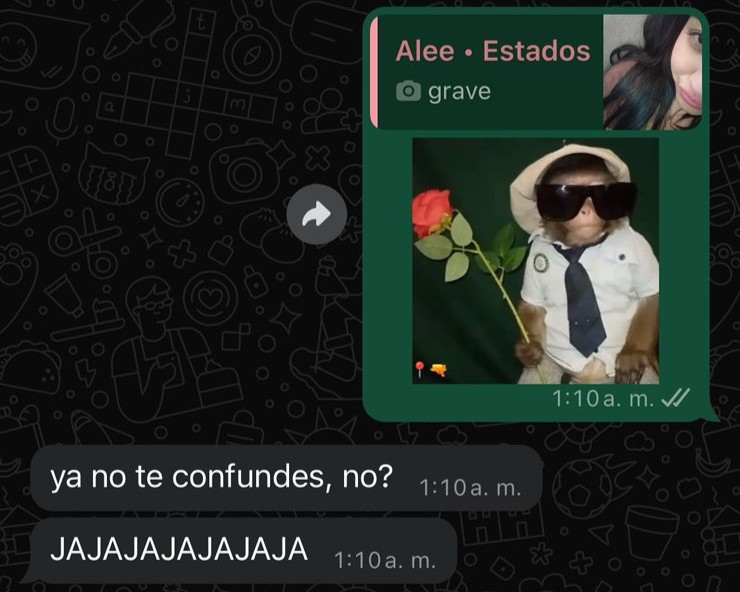 Alee • Estados
grave
1:10 a. m.
ya no te confundes, no?
1:10 a. m.
JAJAJAJAJAJAJA
1:10 a. m.